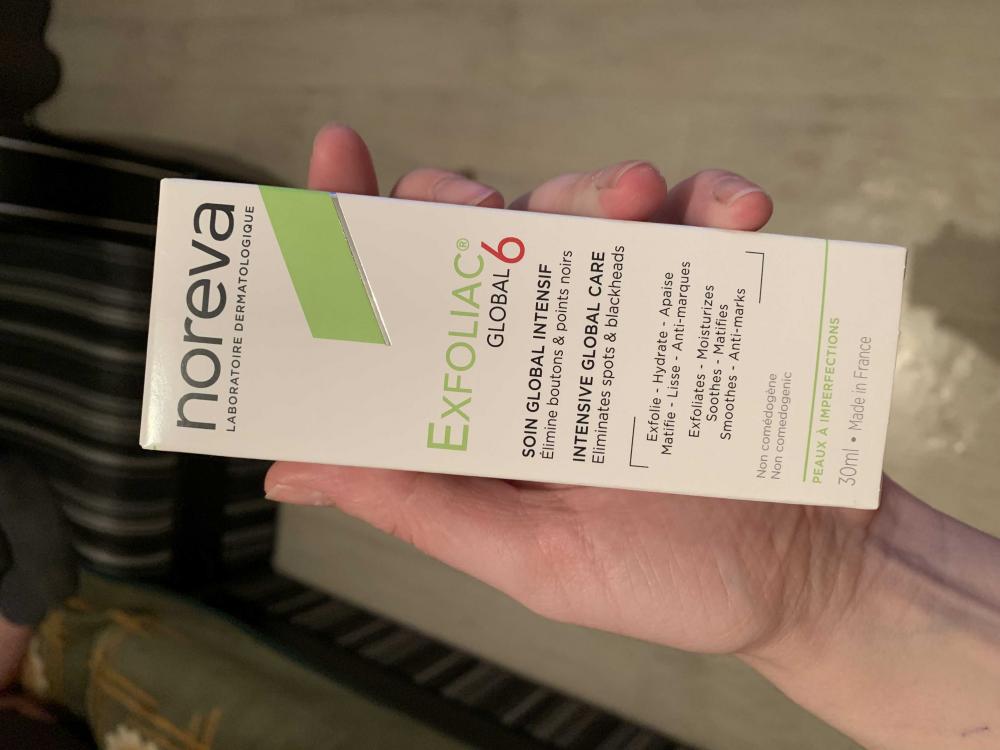 noreva
LABORATOIRE DERMATOLOGIQUE
EXFOLIAC®
GLOBAL 6
SOIN GLOBAL INTENSIF
Élimine boutons & points noirs
INTENSIVE GLOBAL CARE
Eliminates spots & blackheads
Exfolie - Hydrate - Apaise
Matifie - Lisse - Anti-marques
Exfoliates - Moisturizes
Soothes - Matifies
Smoothes - Anti-marks
Non comédogène
Non comedogenic
PEAUX À IMPERFECTIONS
30ml • Made in France